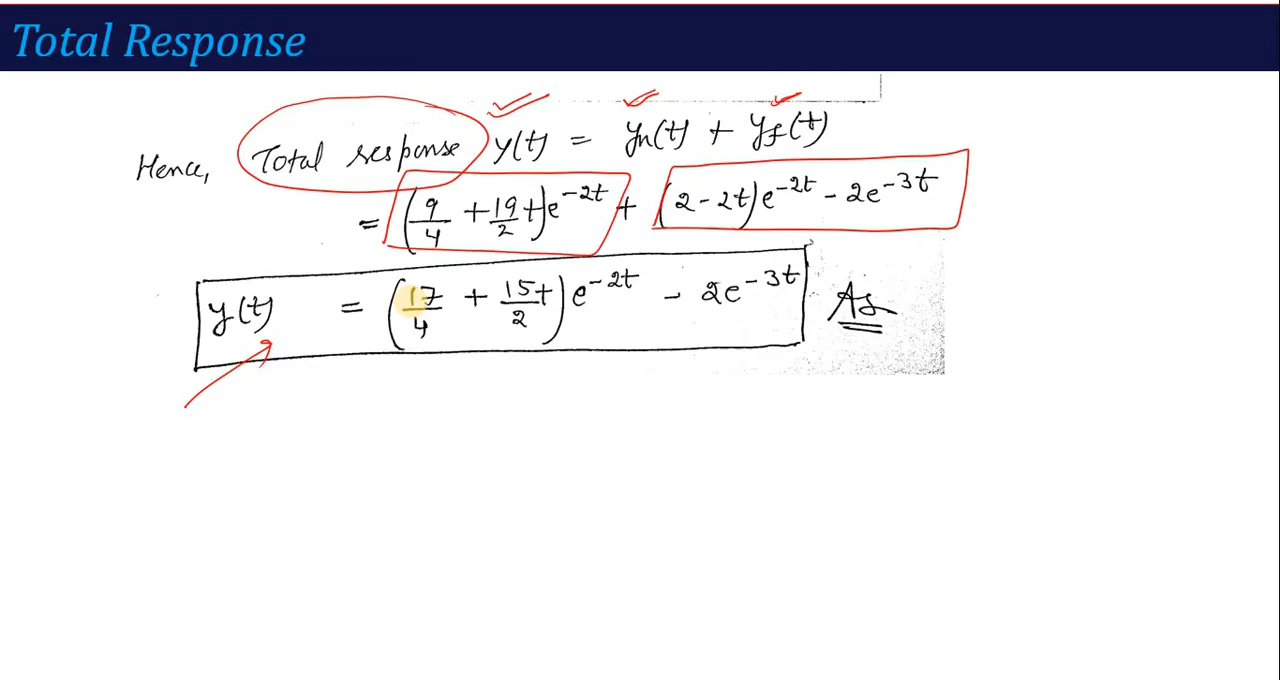 Total Response
Hence, Total response y(t) = yn(t) + yf(t)
= (9/4 + 19/2 t)e^-2t + (2 - 2t)e^-2t - 2e^-3t
y(t) = (17/4 + 15/2 t) e^-2t - 2e^-3t As